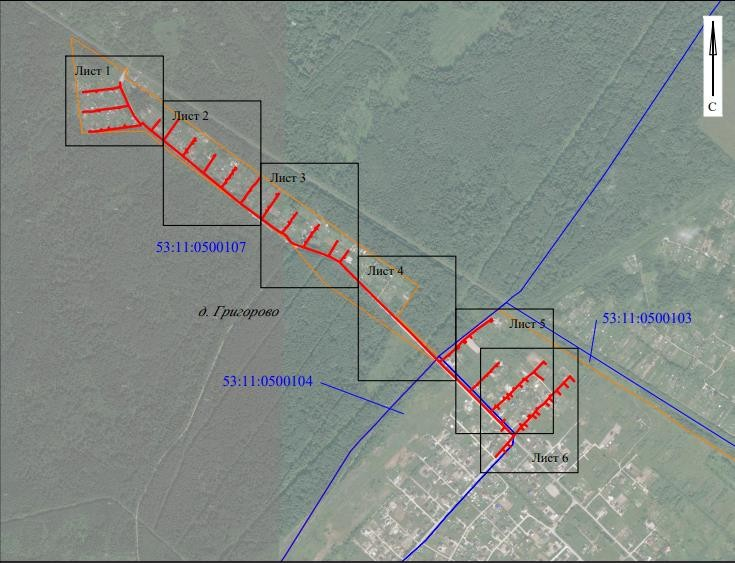 Лист 1
Лист 2
Лист 3
Лист 4
Лист 5
Лист 6
С
53:11:0500107
д. Григорово
53:11:0500104
53:11:0500103